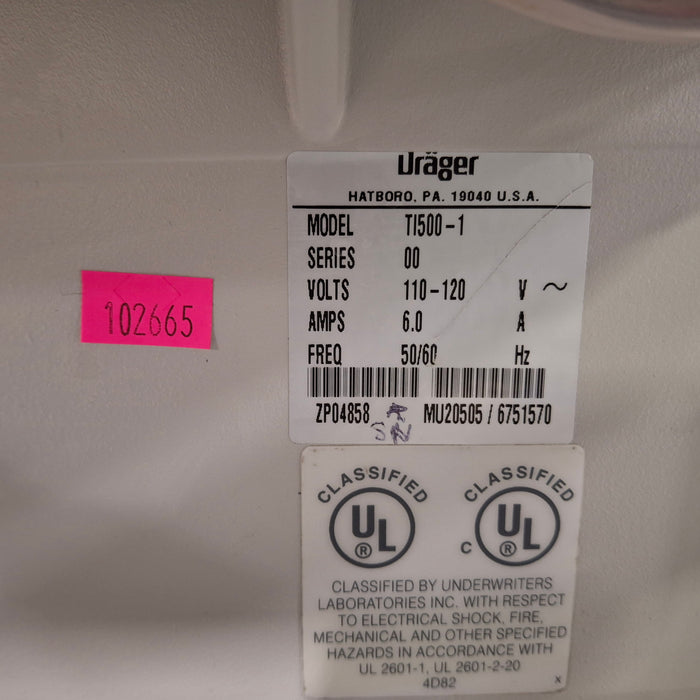 Dräger
HATBORO, PA. 19040 U.S.A.
MODEL TI500-1
SERIES 00
VOLTS 110-120 V ~
AMPS 6.0 A
FREQ 50/60 Hz
ZP04858 MU20505 / 6751570
102665
CLASSIFIED CLASSIFIED
UL ® C UL ®
CLASSIFIED BY UNDERWRITERS
LABORATORIES INC. WITH RESPECT
TO ELECTRICAL SHOCK, FIRE,
MECHANICAL AND OTHER SPECIFIED
HAZARDS IN ACCORDANCE WITH
UL 2601-1, UL 2601-2-20
4D82 x